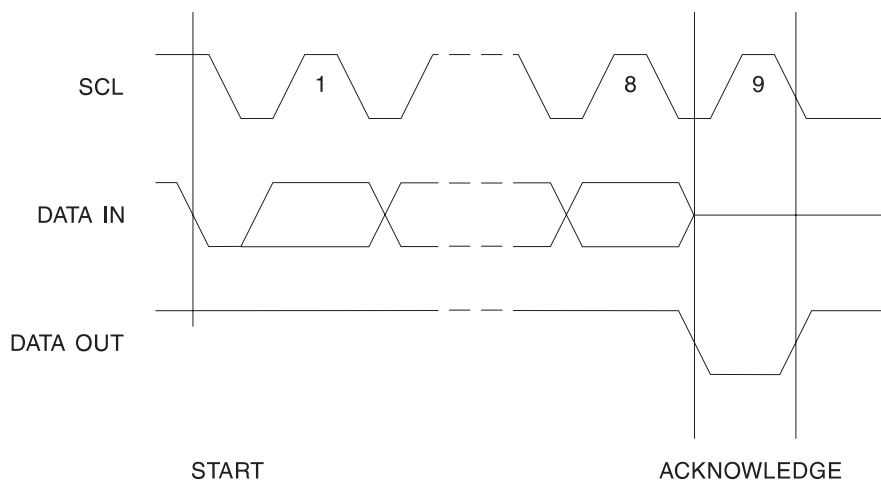 SCL
1
8
9
DATA IN
DATA OUT
START
ACKNOWLEDGE